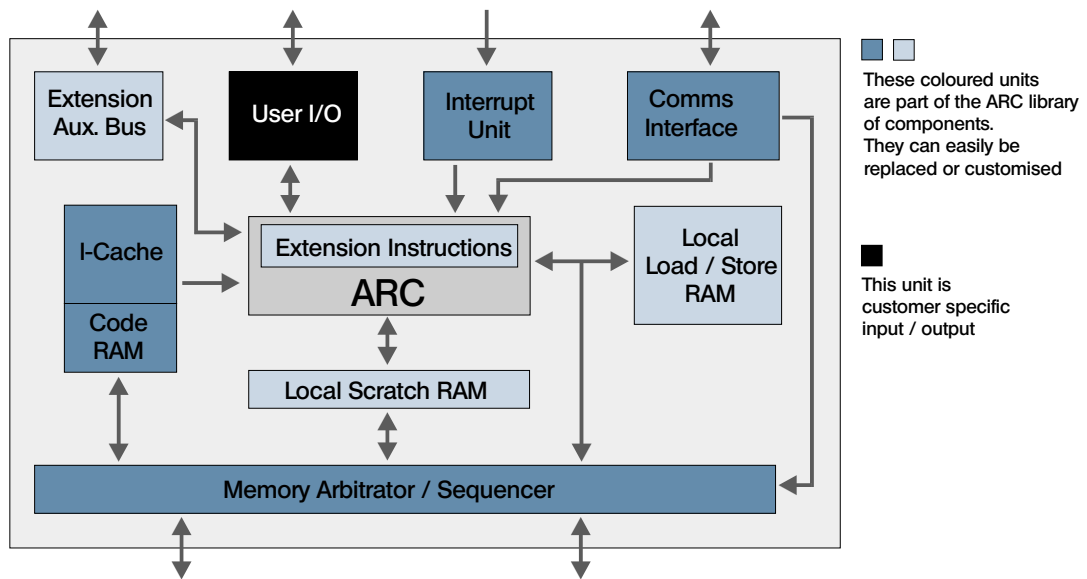 Extension
Aux. Bus
User I/O
Interrupt
Unit
Comms
Interface
These coloured units
are part of the ARC library
of components.
They can easily be
replaced or customised
I-Cache
Code
RAM
Extension Instructions
ARC
Local
Load / Store
RAM
This unit is
customer specific
input / output
Local Scratch RAM
Memory Arbitrator / Sequencer